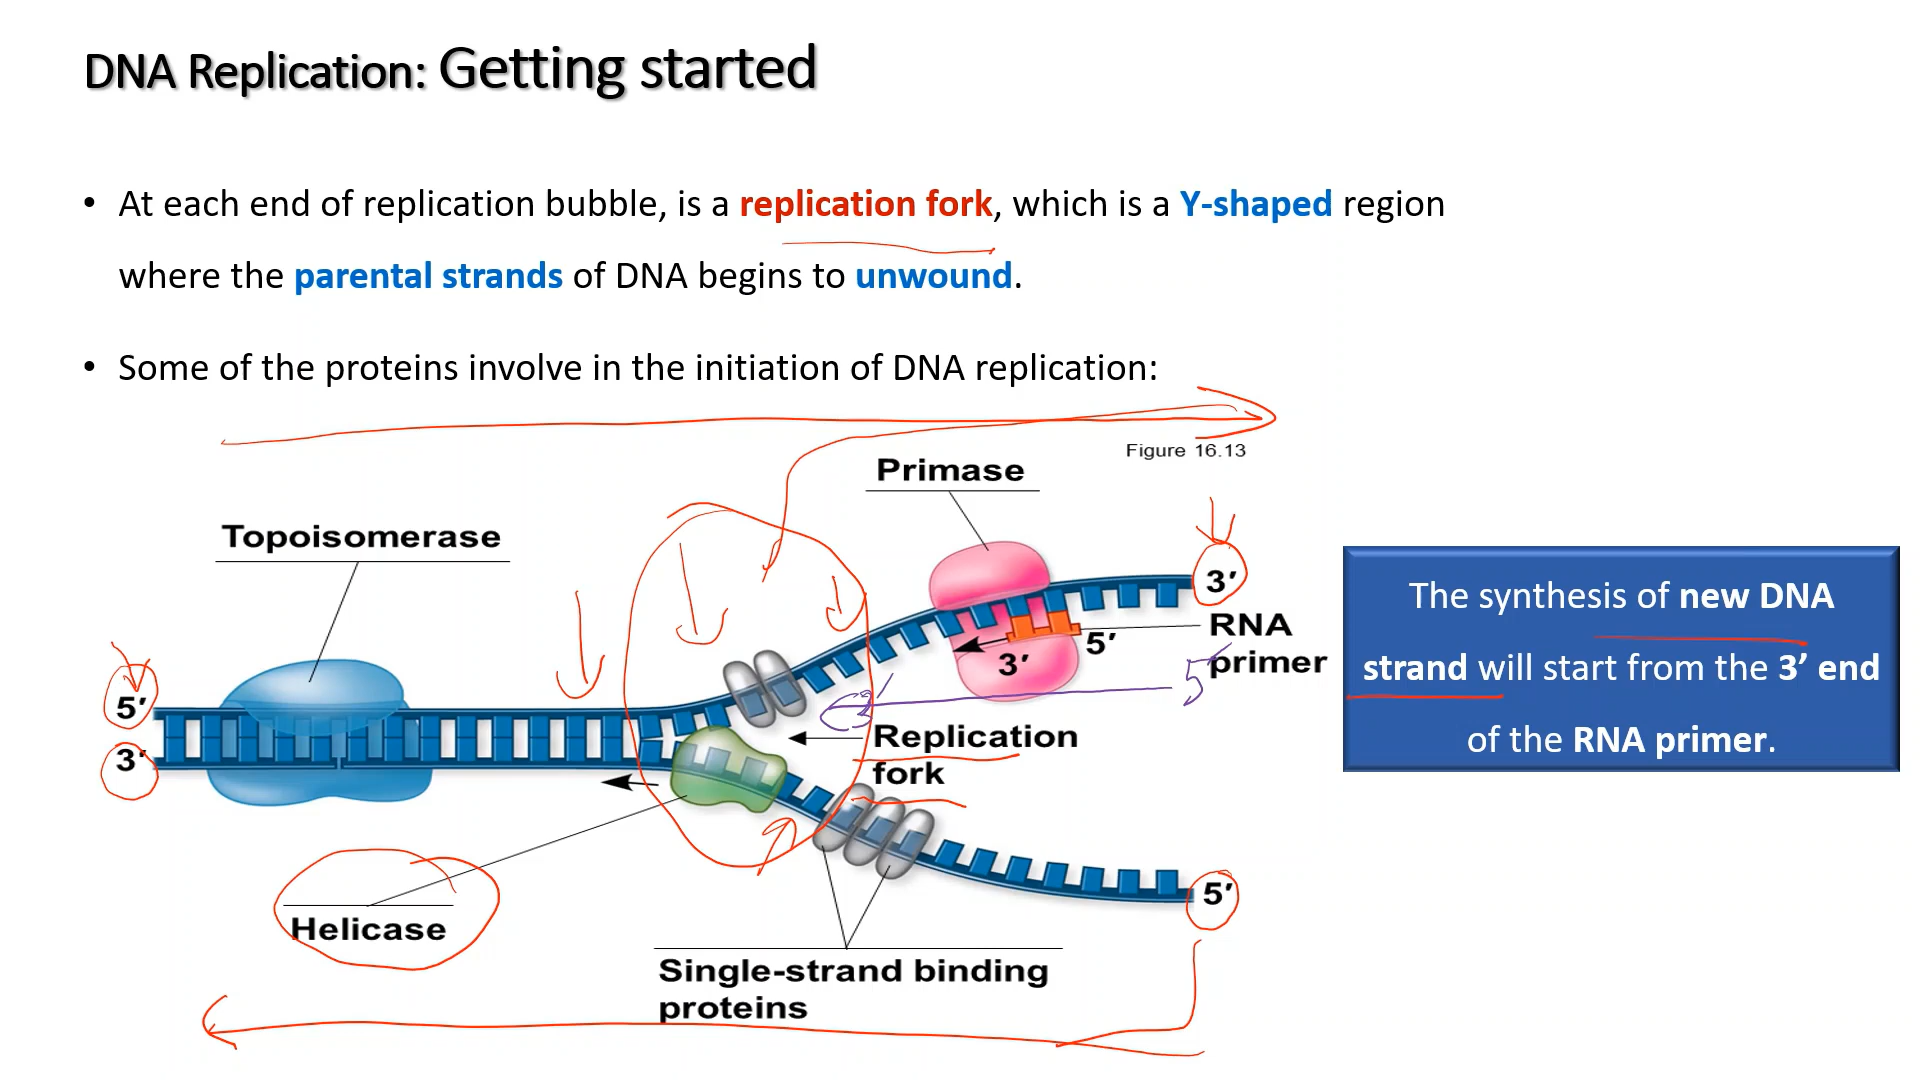 DNA Replication: Getting started
• At each end of replication bubble, is a replication fork, which is a Y-shaped region
where the parental strands of DNA begins to unwound.
• Some of the proteins involve in the initiation of DNA replication:
Figure 16.13
Primase
Topoisomerase
3′
The synthesis of new DNA
strand will start from the 3’ end
of the RNA primer.
RNA
primer
5′
3′
5′
3′
5′
3′
Replication
fork
5′
Helicase
Single-strand binding
proteins